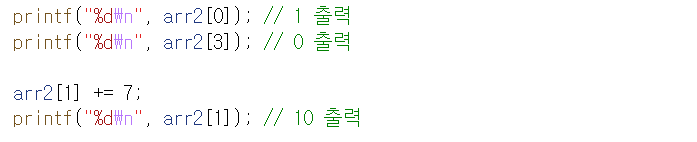 printf("%d₩n", arr2[0]); // 1 출력
printf("%d₩n", arr2[3]); // 0 출력
arr2[1] += 7;
printf("%d₩n", arr2[1]); // 10 출력